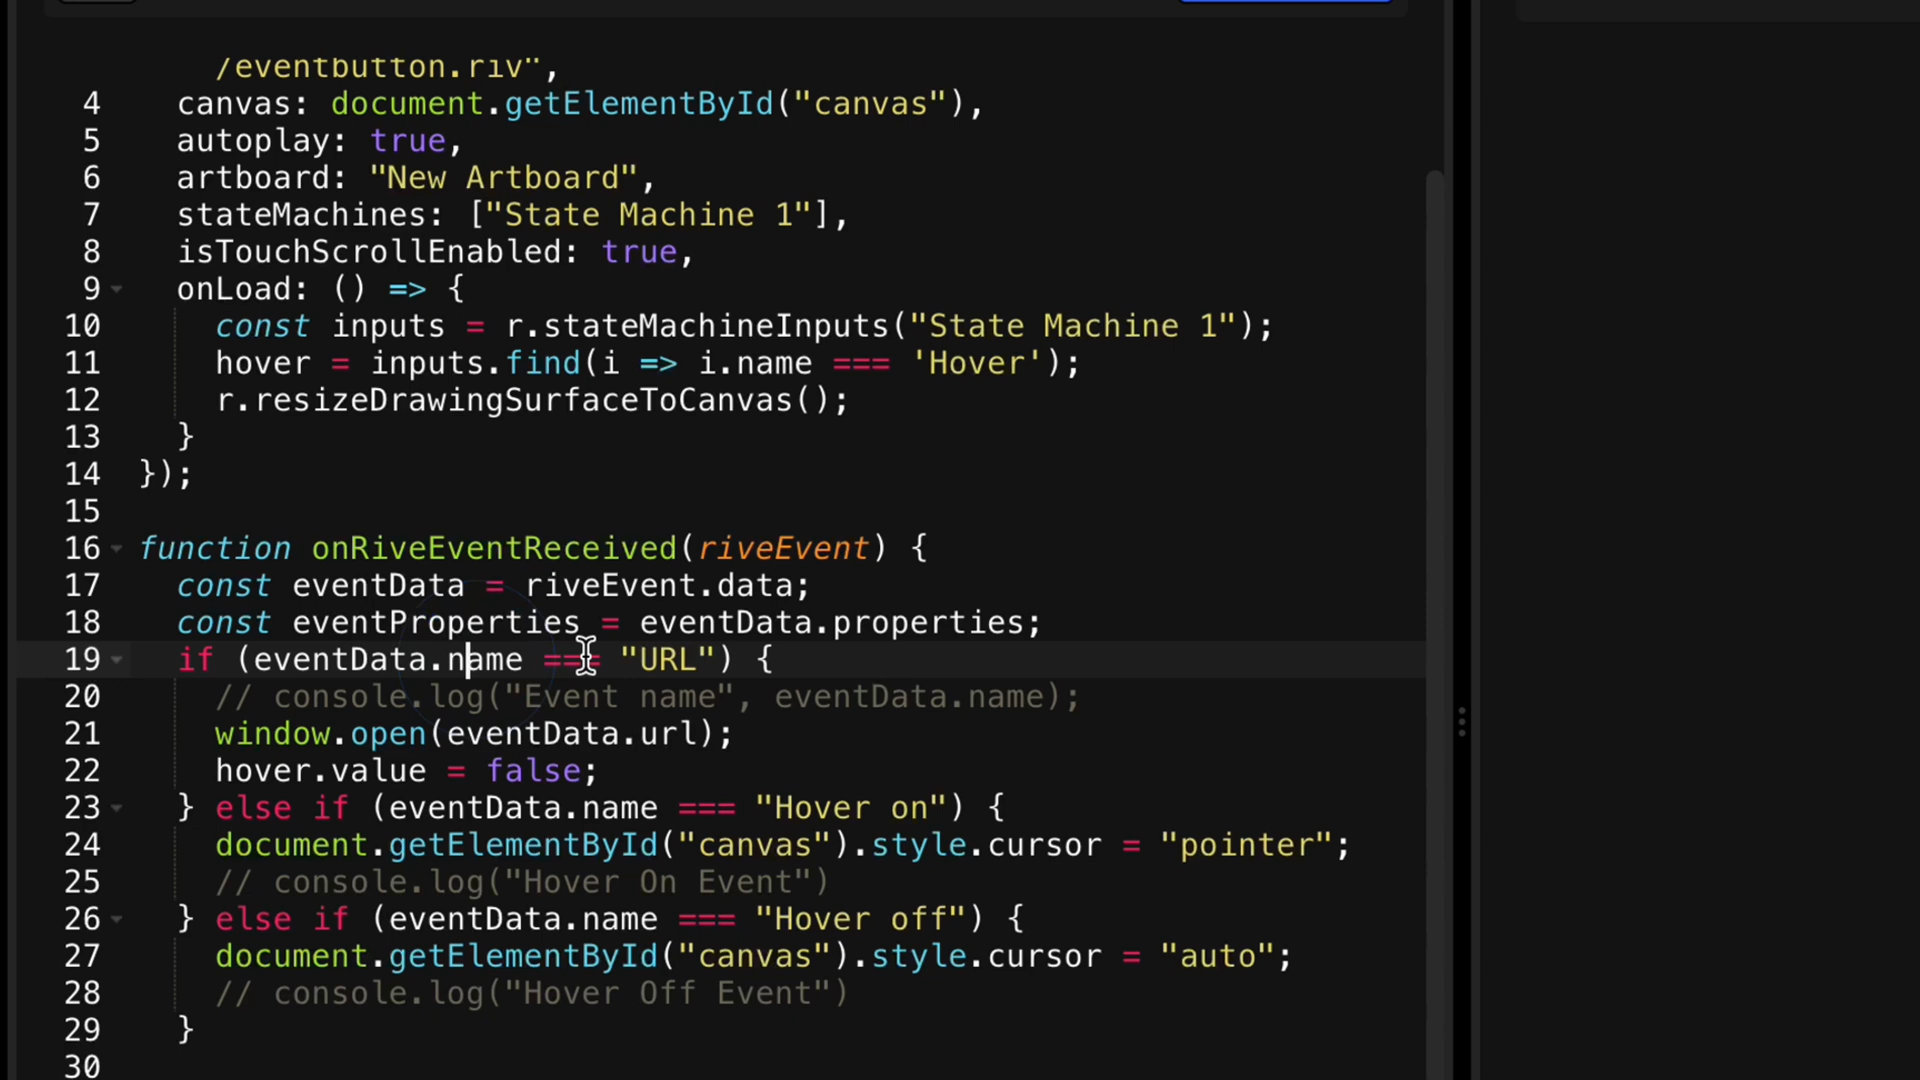 /eventbutton.riv",
4 canvas: document.getElementById("canvas"),
5 autoplay: true,
6 artboard: "New Artboard",
7 stateMachines: ["State Machine 1"],
8 isTouchScrollEnabled: true,
9 onLoad: () => {
10 const inputs = r.stateMachineInputs("State Machine 1");
11 hover = inputs.find(i => i.name === 'Hover');
12 r.resizeDrawingSurfaceToCanvas();
13 }
14 });
15
16 function onRiveEventReceived(riveEvent) {
17 const eventData = riveEvent.data;
18 const eventProperties = eventData.properties;
19 if (eventData.name === "URL") {
20 // console.log("Event name", eventData.name);
21 window.open(eventData.url);
22 hover.value = false;
23 } else if (eventData.name === "Hover on") {
24 document.getElementById("canvas").style.cursor = "pointer";
25 // console.log("Hover On Event")
26 } else if (eventData.name === "Hover off") {
27 document.getElementById("canvas").style.cursor = "auto";
28 // console.log("Hover Off Event")
29 }
30